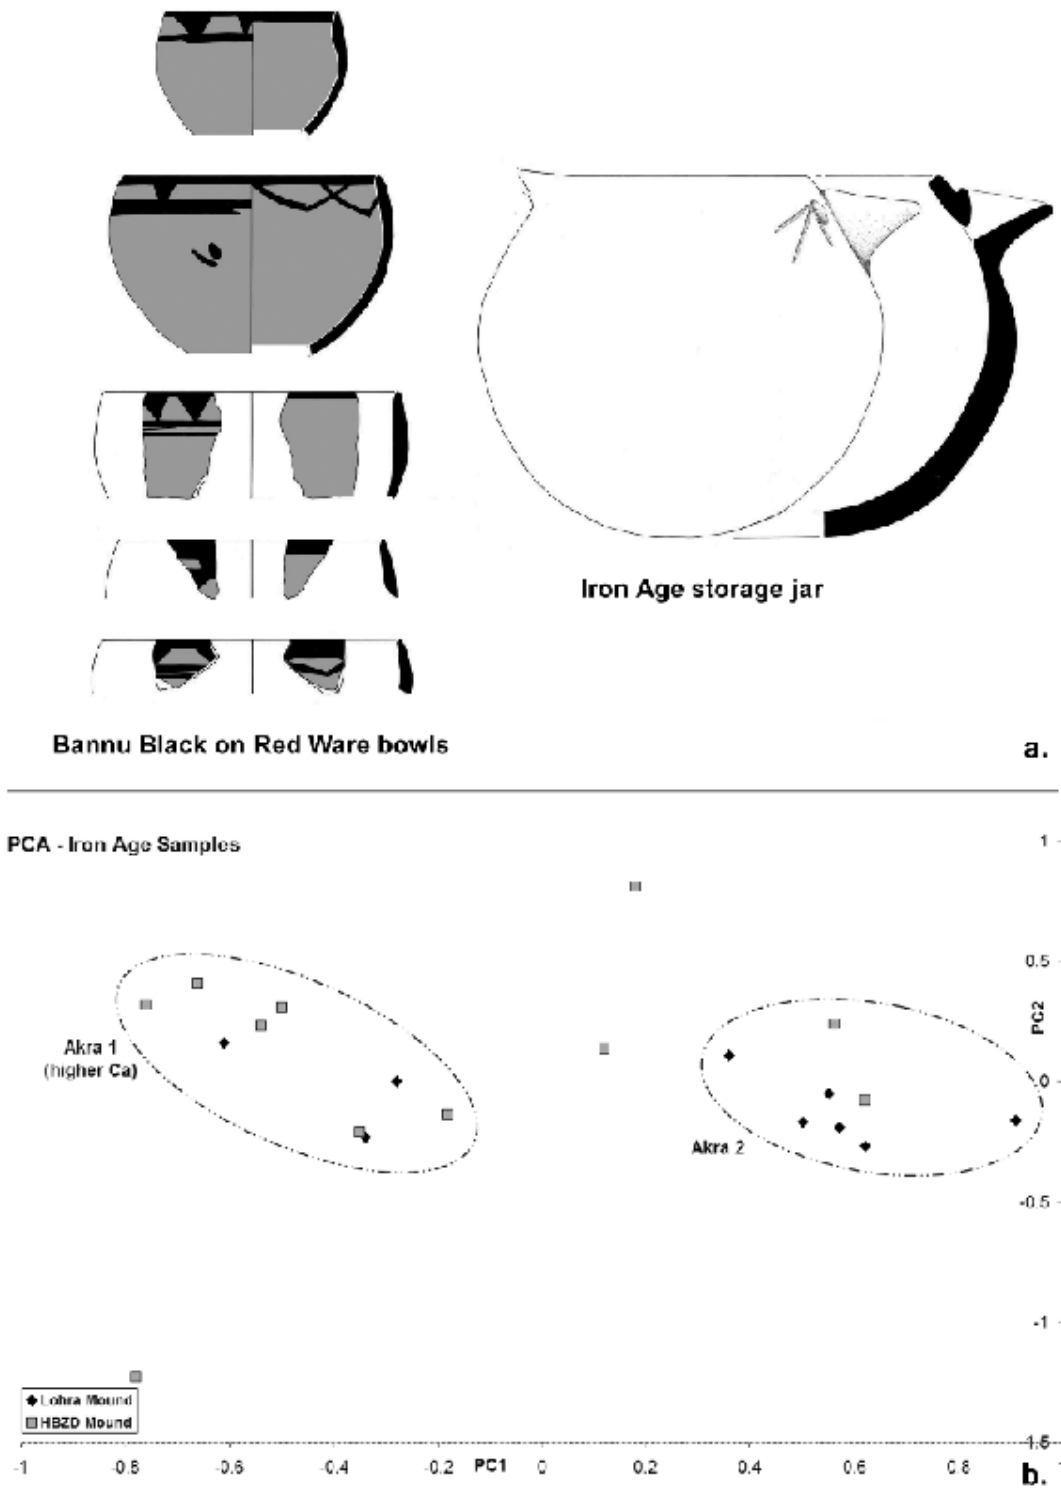 Iron Age storage jar
Bannu Black on Red Ware bowls
a.
PCA - Iron Age Samples
1
0.5
PC2
Akra 1
(higher Ca)
0
Akra 2
-0.5
-1
Lohra Mound
HBZD Mound
-1.5
-1 -0.8 -0.6 -0.4 -0.2 PC1 0 0.2 0.4 0.6 0.8
b.